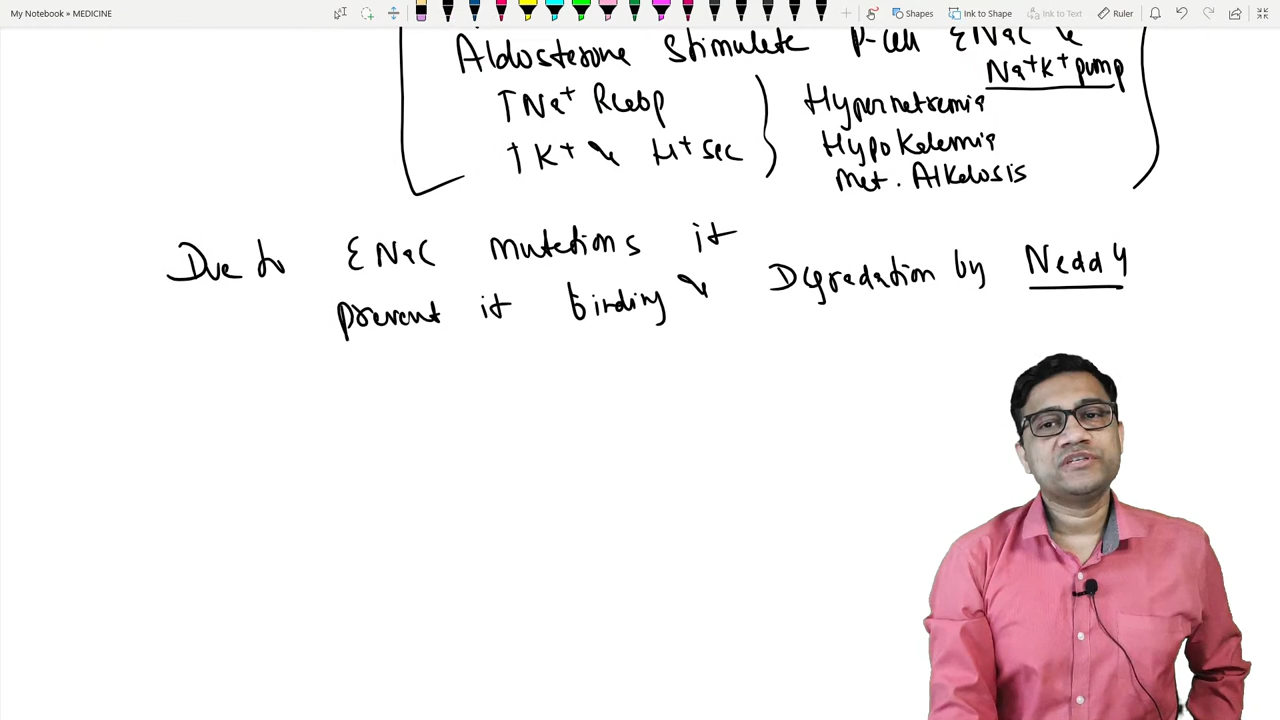 My Notebook » MEDICINE
Shapes
Ink to Shape
Ink to Text
Ruler
Aldosterone stimulate P-cell ENaC &
Na+K+ pump
↑Na+ Reabp
↑K+ & H+ sec
Hypernatremia
Hypokalemia
Met. Alkalosis
Due to ENaC mutations it
prevent it binding & Degradation by Nedd4